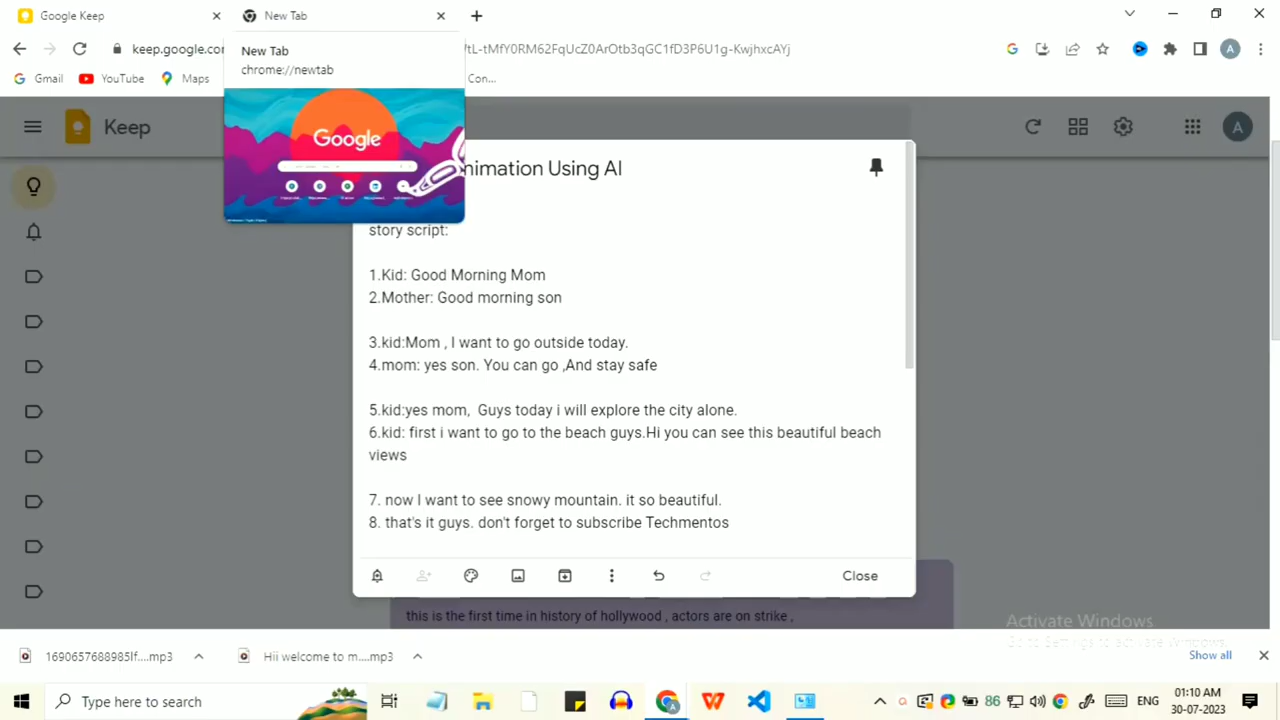 Google Keep
New Tab
keep.google.com
tL-tMfY0RM62FqUcZ0ArOtb3qGC1fD3P6U1g-KwjhxcAYj
New Tab
chrome://newtab
Gmail
YouTube
Maps
Con...
Google
Keep
A
A
nimation Using AI
story script:
1.Kid: Good Morning Mom
2.Mother: Good morning son
3.kid:Mom , I want to go outside today.
4.mom: yes son. You can go ,And stay safe
5.kid:yes mom,  Guys today i will explore the city alone.
6.kid: first i want to go to the beach guys.Hi you can see this beautiful beach
views
7. now I want to see snowy mountain. it so beautiful.
8. that's it guys. don't forget to subscribe Techmentos
Close
this is the first time in history of hollywood , actors are on strike ,
Activate Windows
Go to Settings to activate Windows.
1690657688985lf....mp3
Hii welcome to m....mp3
Show all
Type here to search
86
ENG
01:10 AM
30-07-2023